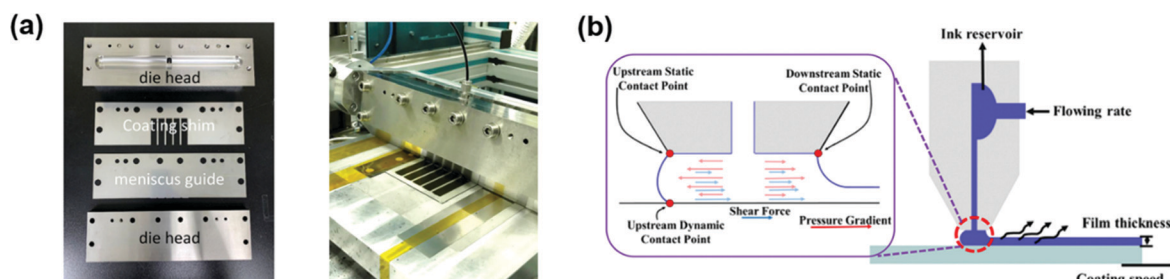 (a)
die head
Coating shim
meniscus guide
die head
(b)
Ink reservoir
Upstream Static
Contact Point
Downstream Static
Contact Point
Flowing rate
Shear Force
Pressure Gradient
Upstream Dynamic
Contact Point
Film thickness
Coating speed